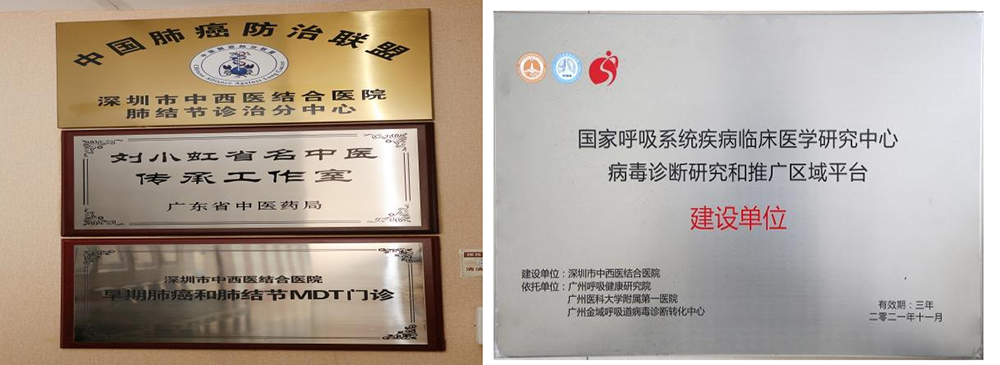 中国肺癌防治联盟
深圳市中西医结合医院
肺结节诊治分中心
刘小虹省名中医
传承工作室
广东省中医药局
深圳市中西医结合医院
早期肺癌和肺结节MDT门诊
国家呼吸系统疾病临床医学研究中心
病毒诊断研究和推广区域平台
建设单位
建设单位：深圳市中西医结合医院
依托单位：广州呼吸健康研究院
广州医科大学附属第一医院
广州金域呼吸道病毒诊断转化中心
有效期：三年
二零二一年十一月